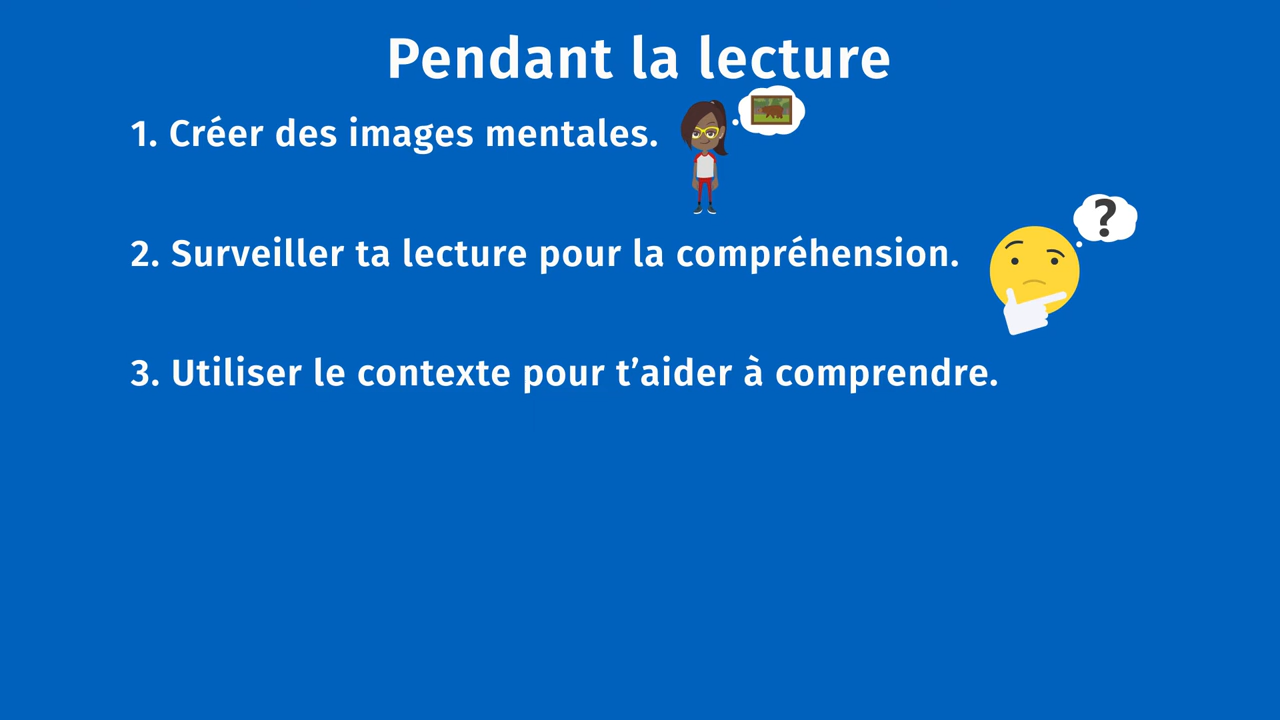 Pendant la lecture
1. Créer des images mentales.
?
2. Surveiller ta lecture pour la compréhension.
3. Utiliser le contexte pour t’aider à comprendre.